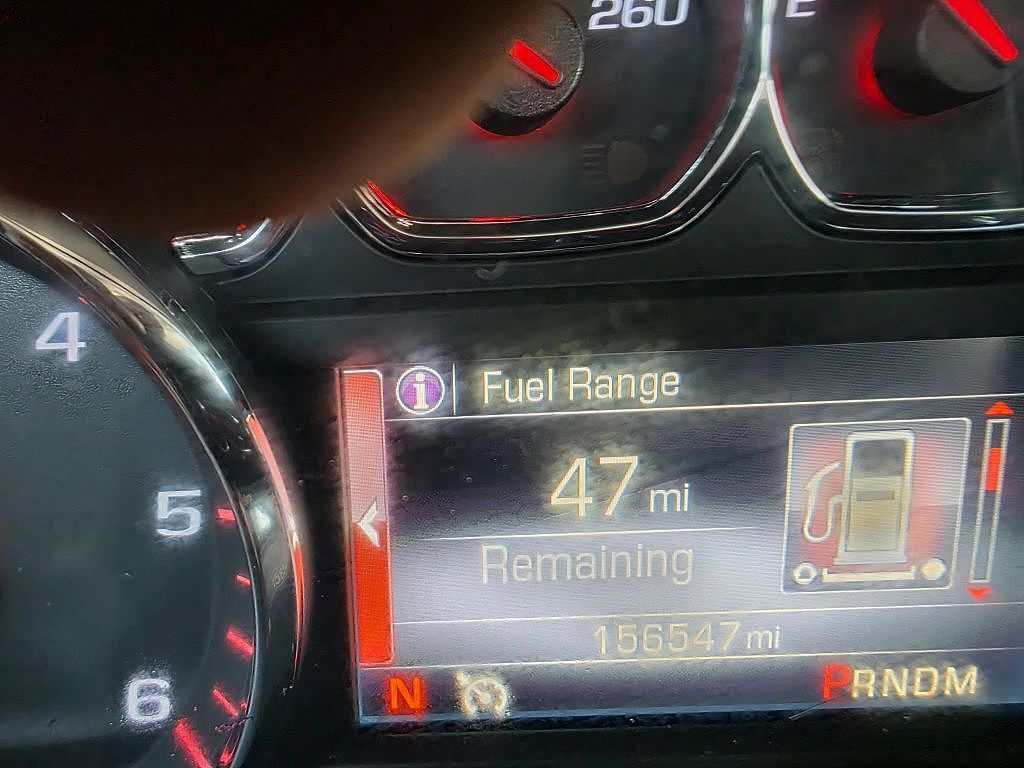 260
E
4
5
6
i Fuel Range
47 mi
Remaining
156547 mi
N
PRNDM